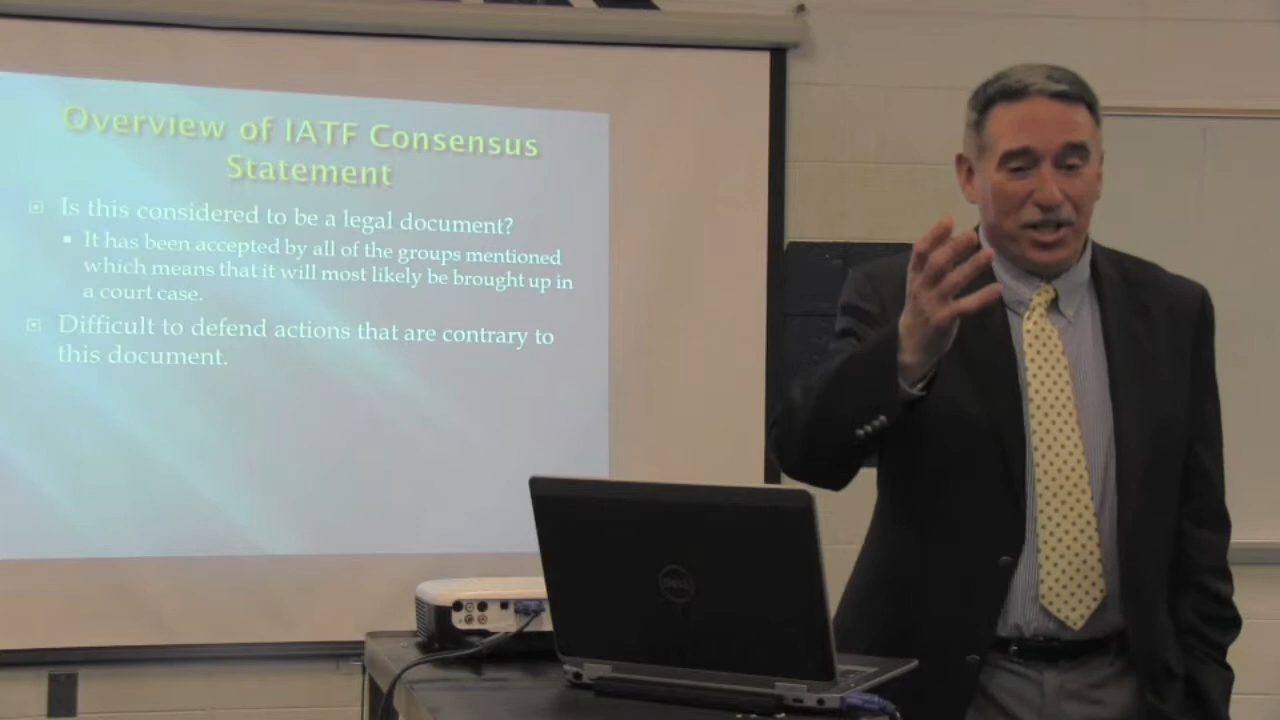 Overview of IATF Consensus
Statement
Is this considered to be a legal document?
It has been accepted by all of the groups mentioned
which means that it will most likely be brought up in
a court case.
Difficult to defend actions that are contrary to
this document.
DELL